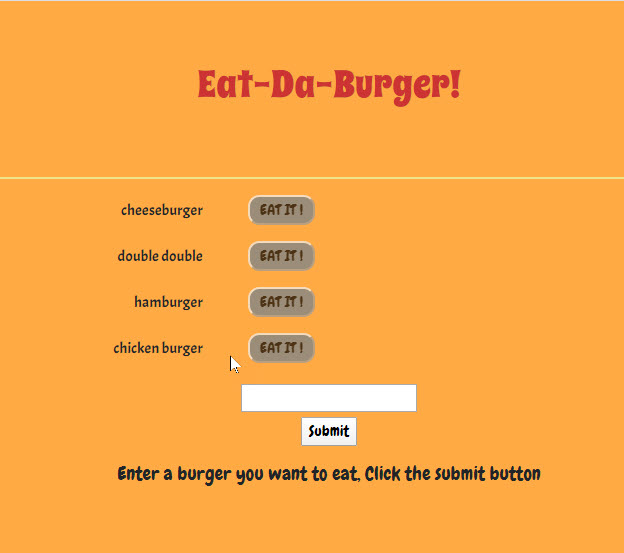 Eat-Da-Burger!
cheeseburger EAT IT !
double double EAT IT !
hamburger EAT IT !
chicken burger EAT IT !
Submit
Enter a burger you want to eat, Click the submit button